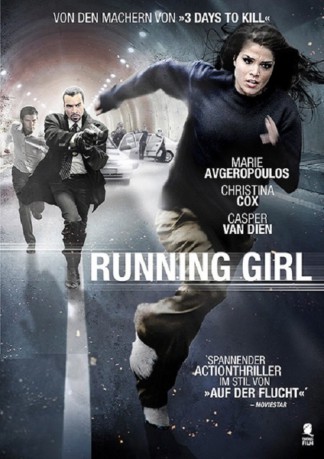 VON DEN MACHERN VON »3 DAYS TO KILL«
MARIE
AVGEROPOULOS
CHRISTINA
COX
CASPER
VAN DIEN
RUNNING GIRL
'SPANNENDER
ACTIONTHRILLER
IM STIL VON
»AUF DER FLUCHT«'
– MOVIESTAR